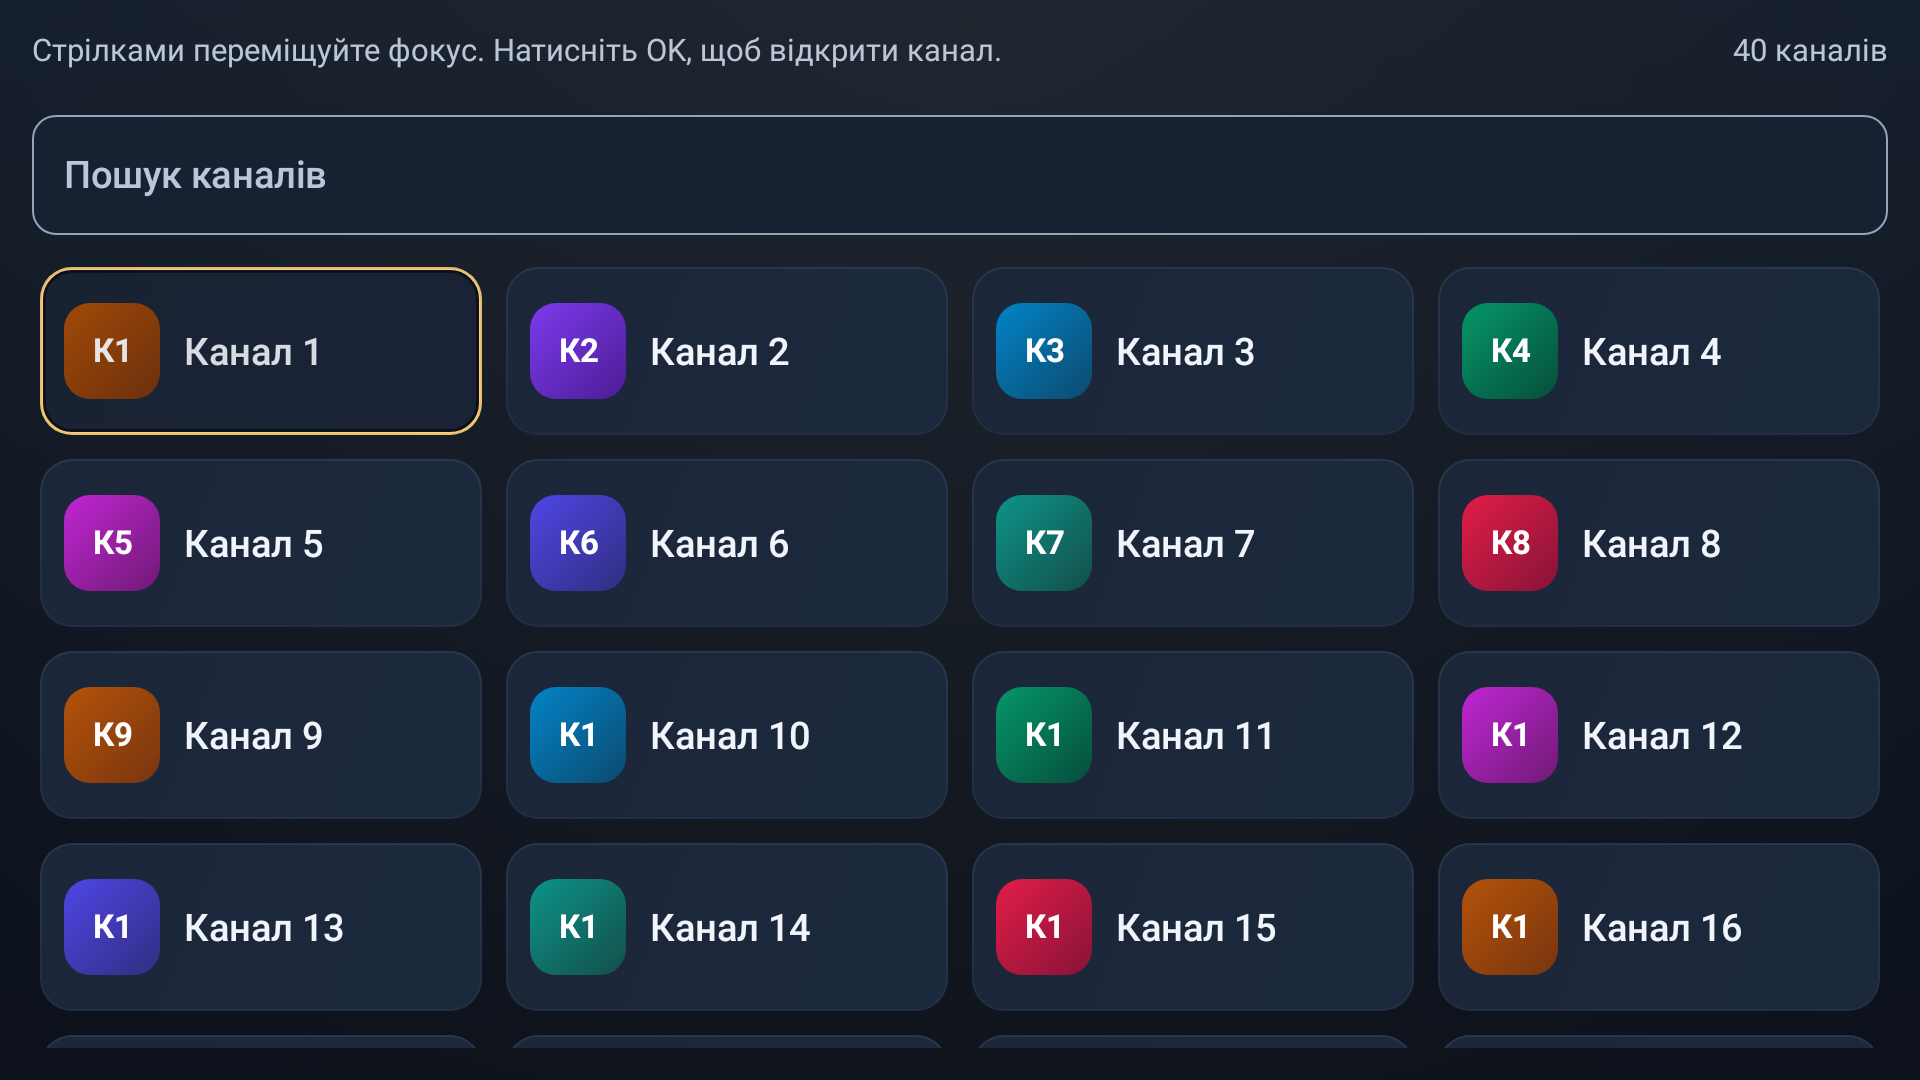 Стрілками переміщуйте фокус. Натисніть OK, щоб відкрити канал.
40 каналів
Пошук каналів
К1 Канал 1
К2 Канал 2
К3 Канал 3
К4 Канал 4
К5 Канал 5
К6 Канал 6
К7 Канал 7
К8 Канал 8
К9 Канал 9
К1 Канал 10
К1 Канал 11
К1 Канал 12
К1 Канал 13
К1 Канал 14
К1 Канал 15
К1 Канал 16